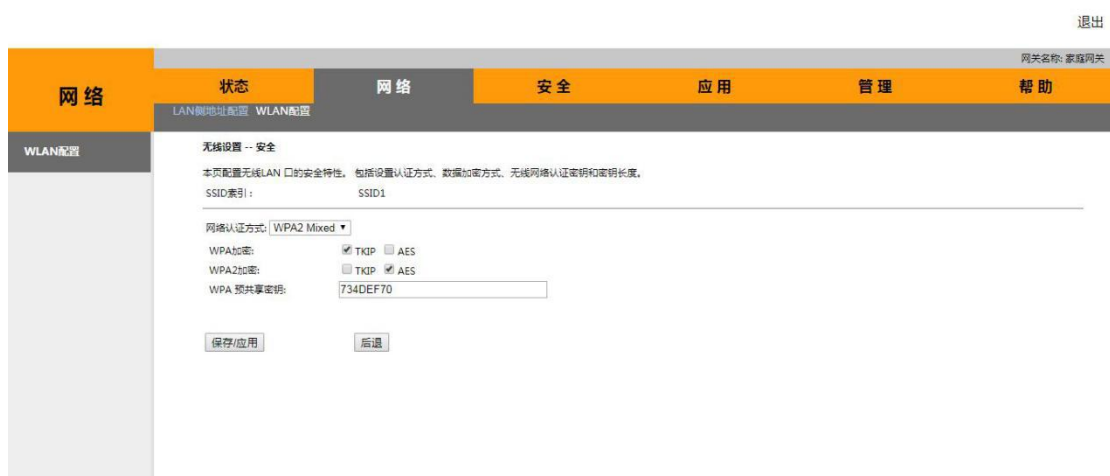 退出
网关名称: 家庭网关
网络
状态 网络 安全 应用 管理 帮助
LAN侧地址配置 WLAN配置
WLAN配置
无线设置 -- 安全
本页配置无线LAN 口的安全特性。 包括设置认证方式、数据加密方式、无线网络认证密钥和密钥长度。
SSID索引: SSID1
网络认证方式: WPA2 Mixed
WPA加密: TKIP AES
WPA2加密: TKIP AES
WPA 预共享密钥: 734DEF70
保存/应用 后退